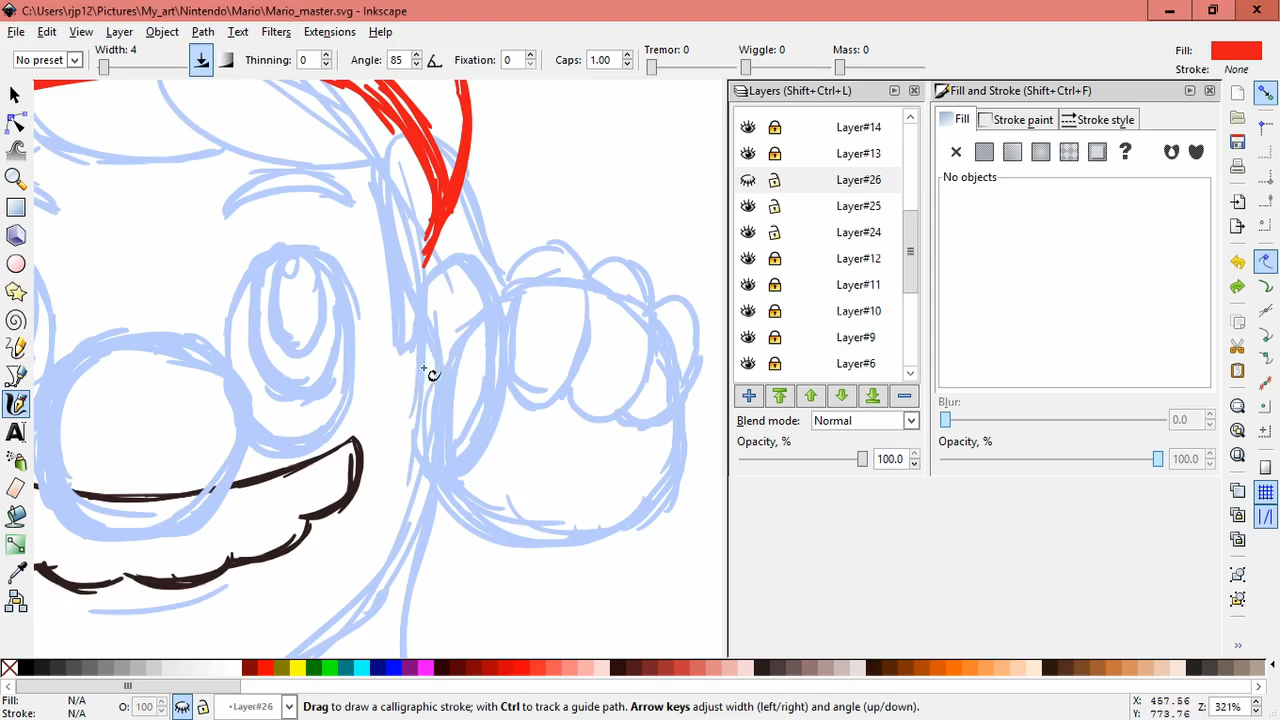 C:\Users\rjp12\Pictures\My_art\Nintendo\Mario\Mario_master.svg - Inkscape
File Edit View Layer Object Path Text Filters Extensions Help
No preset Width: 4 Thinning: 0 Angle: 85 Fixation: 0 Caps: 1.00 Tremor: 0 Wiggle: 0 Mass: 0 Fill:
Stroke: None
Layers (Shift+Ctrl+L) Fill and Stroke (Shift+Ctrl+F)
Fill Stroke paint Stroke style
Layer#14
Layer#13
Layer#26
Layer#25
Layer#24
Layer#12
Layer#11
Layer#10
Layer#9
Layer#6
No objects
Blend mode: Normal
Opacity, % 100.0
Blur: 0.0
Opacity, % 100.0
Fill: N/A
Stroke: N/A
O: 100
•Layer#26
Drag to draw a calligraphic stroke; with Ctrl to track a guide path. Arrow keys adjust width (left/right) and angle (up/down).
X: 457.56
Y: 773.76
Z: 321%